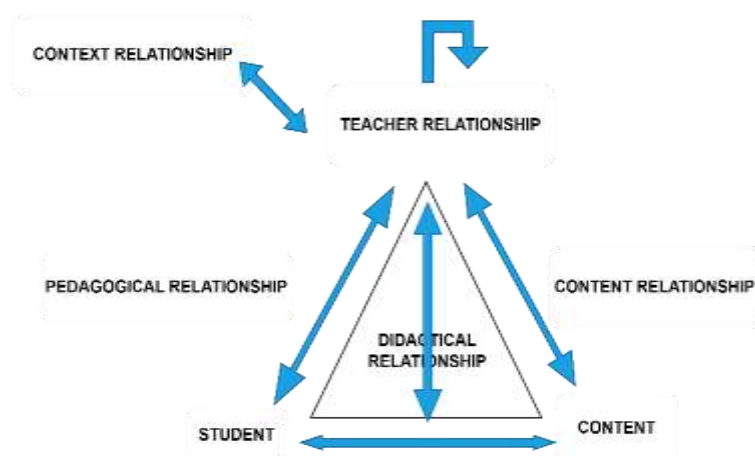 CONTEXT RELATIONSHIP
TEACHER RELATIONSHIP
PEDAGOGICAL RELATIONSHIP
CONTENT RELATIONSHIP
DIDACTICAL
RELATIONSHIP
STUDENT
CONTENT